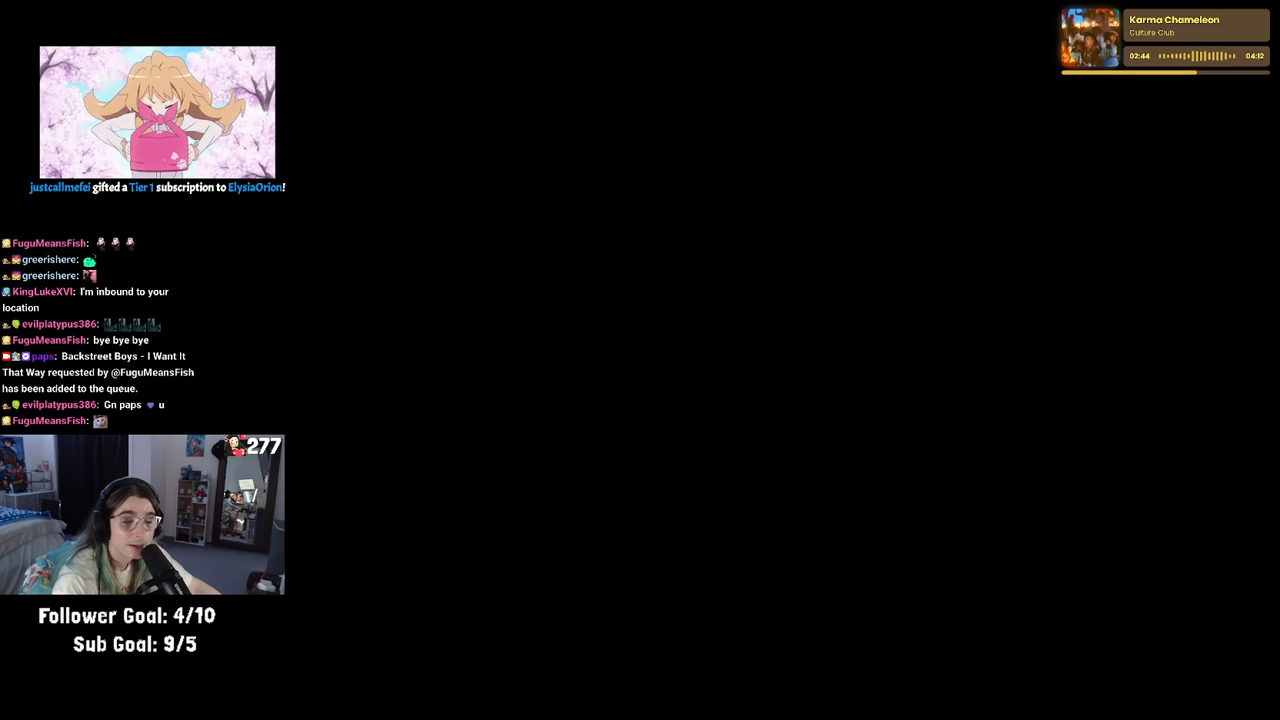 Karma Chameleon
Culture Club
02:44
04:12
justcallmefei gifted a Tier 1 subscription to ElysiaOrion!
FuguMeansFish:
greerishere:
greerishere:
KingLukeXVI: I'm inbound to your
location
evilplatypus386:
FuguMeansFish: bye bye bye
paps: Backstreet Boys - I Want It
That Way requested by @FuguMeansFish
has been added to the queue.
evilplatypus386: Gn paps 💜 u
FuguMeansFish:
277
Follower Goal: 4/10
Sub Goal: 9/5